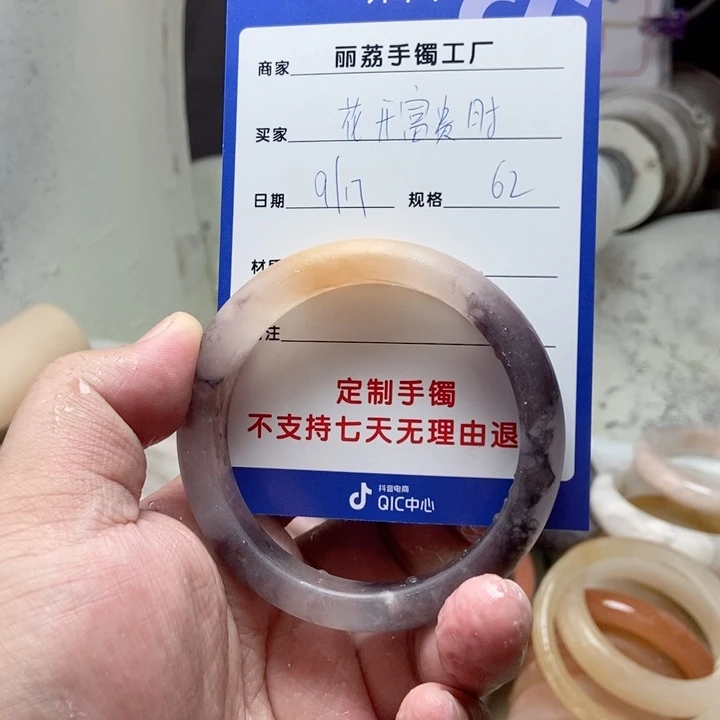 商家 丽荔手镯工厂
买家 花开富贵时
日期 9/17 规格 62
材
注
定制手镯
不支持七天无理由退
抖音电商
QIC中心